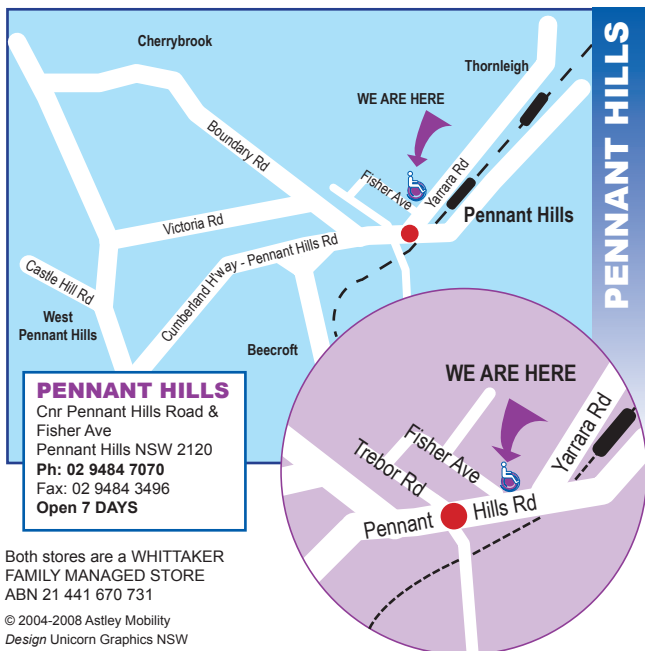 PENNANT HILLS
Cherrybrook
Thornleigh
WE ARE HERE
Boundary Rd
Fisher Ave
Yarrara Rd
Pennant Hills
Victoria Rd
Cumberland H'way - Pennant Hills Rd
Castle Hill Rd
West
Pennant Hills
Beecroft
WE ARE HERE
Yarrara Rd
Fisher Ave
Trebor Rd
Pennant Hills Rd
PENNANT HILLS
Cnr Pennant Hills Road &
Fisher Ave
Pennant Hills NSW 2120
Ph: 02 9484 7070
Fax: 02 9484 3496
Open 7 DAYS
Both stores are a WHITTAKER
FAMILY MANAGED STORE
ABN 21 441 670 731
© 2004-2008 Astley Mobility
Design Unicorn Graphics NSW